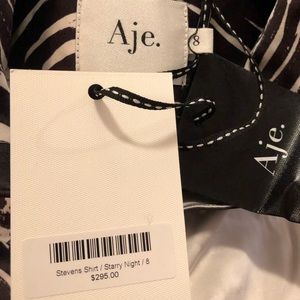 Aje.
8
Aje.
Stevens Shirt / Starry Night / 8
$295.00